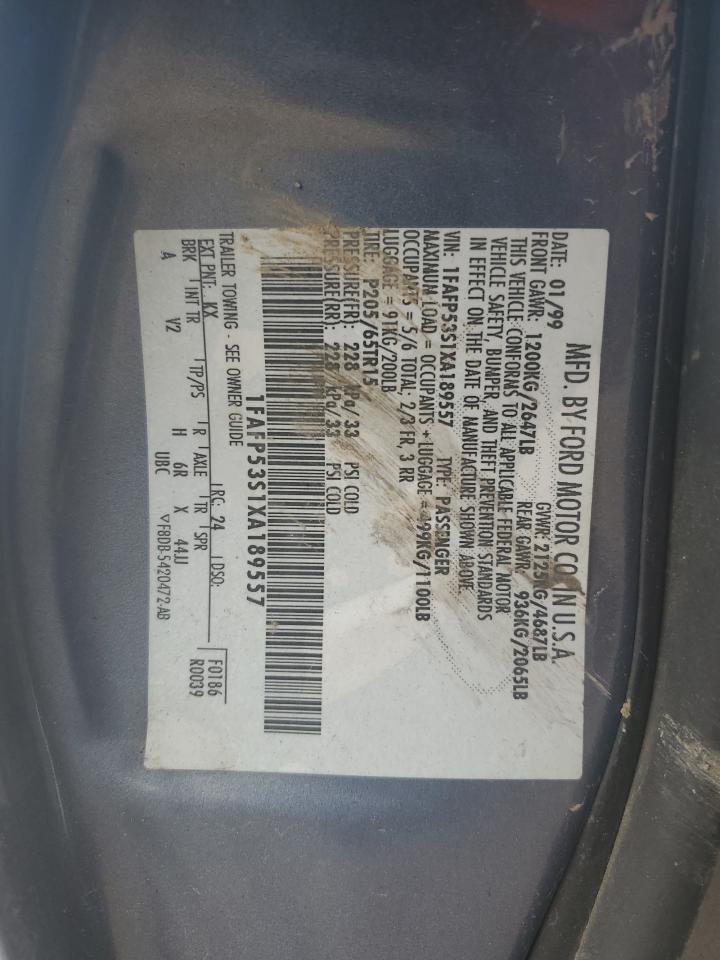 MFD. BY FORD MOTOR CO. IN U.S.A.
DATE: 01/99 GVWR: 2125KG/4687LB
FRONT GAWR: 1200KG/2647LB REAR GAWR: 936KG/2065LB
THIS VEHICLE CONFORMS TO ALL APPLICABLE FEDERAL MOTOR
VEHICLE SAFETY, BUMPER, AND THEFT PREVENTION STANDARDS
IN EFFECT ON THE DATE OF MANUFACTURE SHOWN ABOVE.
VIN: 1FAFP53S1XA189557 TYPE: PASSENGER
MAXIMUM LOAD = OCCUPANTS + LUGGAGE = 499KG/1100LB
OCCUPANTS = 5/6 TOTAL; 2/3 FR, 3 RR
LUGGAGE = 91KG/200LB
TIRE: P205/65TR15
PRESSURE(FR): 228 kPa/33 PSI COLD
PRESSURE(RR): 228 kPa/33 PSI COLD
1FAFP53S1XA189557
TRAILER TOWING - SEE OWNER GUIDE
EXT PNT: KX RC: 24 DSO: F0186
BRK INT TR TP/PS R AXLE TR SPR R0039
A V2 H 6R X 44JJ
UBC ▽F8DB-5420472-AB